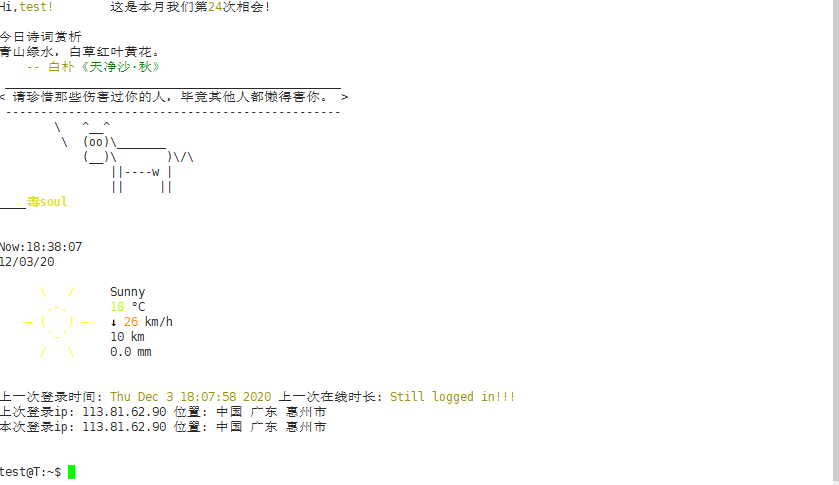 Hi,test!        这是本月我们第24次相会!
今日诗词赏析
青山绿水, 白草红叶黄花。
-- 白朴《天净沙·秋》
< 请珍惜那些伤害过你的人, 毕竟其他人都懒得害你。 >
\   ^__^
\  (oo)\_______
(__)\       )\/\
||----w |
||     ||
____毒soul
Now:18:38:07
12/03/20
Sunny
18 °C
↓ 26 km/h
10 km
0.0 mm
上一次登录时间: Thu Dec 3 18:07:58 2020 上一次在线时长: Still logged in!!!
上次登录ip: 113.81.62.90 位置: 中国 广东 惠州市
本次登录ip: 113.81.62.90 位置: 中国 广东 惠州市
test@T:~$